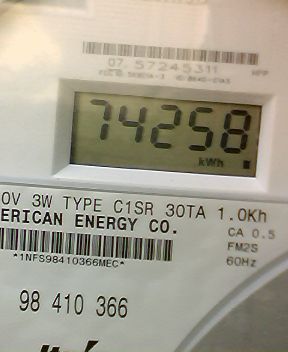 07. 57245311
74258
kWh
0V 3W TYPE C1SR 30TA 1.0Kh
ERICAN ENERGY CO.
CA 0.5
FM2S
*1NFS98410366MEC*
60Hz
98 410 366